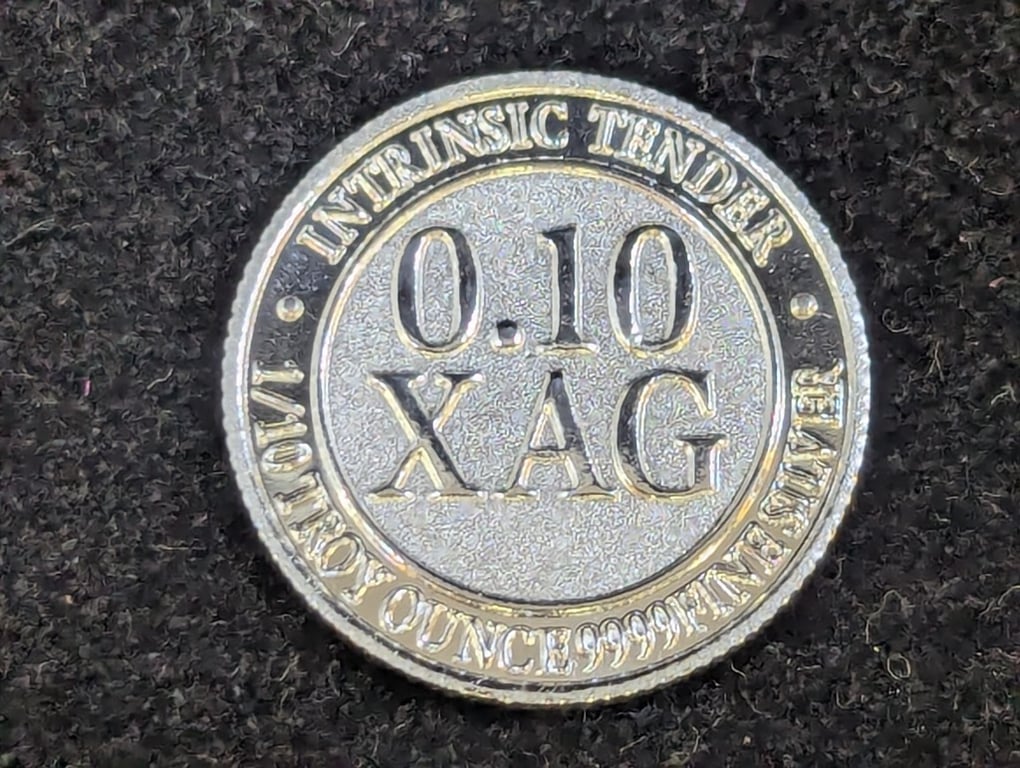 INTRINSIC TENDER
0.10
XAG
1/10 TROY OUNCE 9999 FINE SILVER